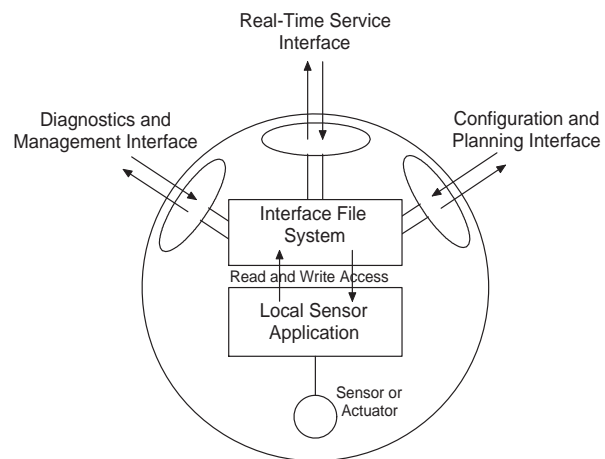 Real-Time Service
Interface
Diagnostics and
Management Interface
Configuration and
Planning Interface
Interface File
System
Read and Write Access
Local Sensor
Application
Sensor or
Actuator